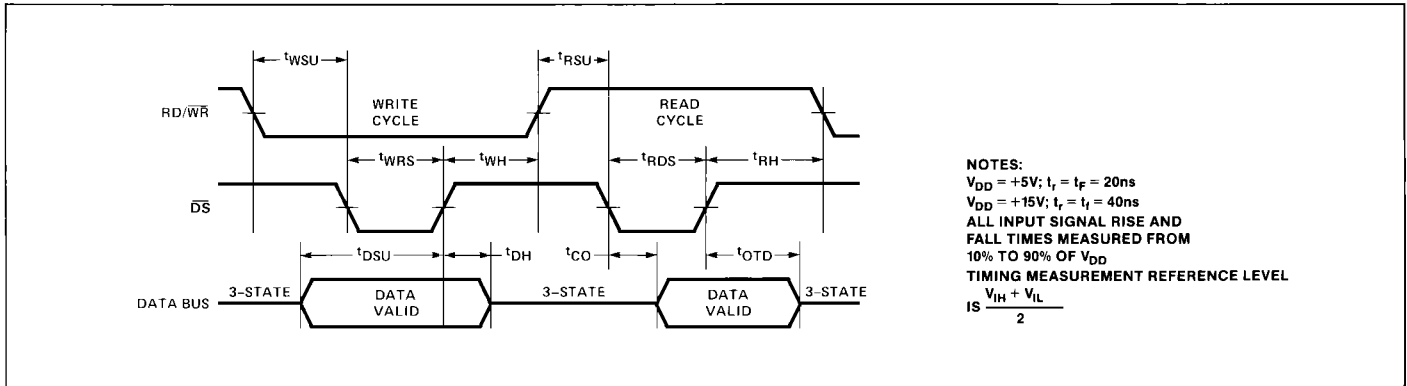 tWSU
tRSU
RD/W̅R̅
WRITE
CYCLE
READ
CYCLE
tWRS
tWH
tRDS
tRH
D̅S̅
tDSU
tDH
tCO
tOTD
DATA BUS
3-STATE
DATA
VALID
3-STATE
DATA
VALID
3-STATE
NOTES:
VDD = +5V; tr = tF = 20ns
VDD = +15V; tr = tf = 40ns
ALL INPUT SIGNAL RISE AND
FALL TIMES MEASURED FROM
10% TO 90% OF VDD
TIMING MEASUREMENT REFERENCE LEVEL
IS VIH + VIL
2